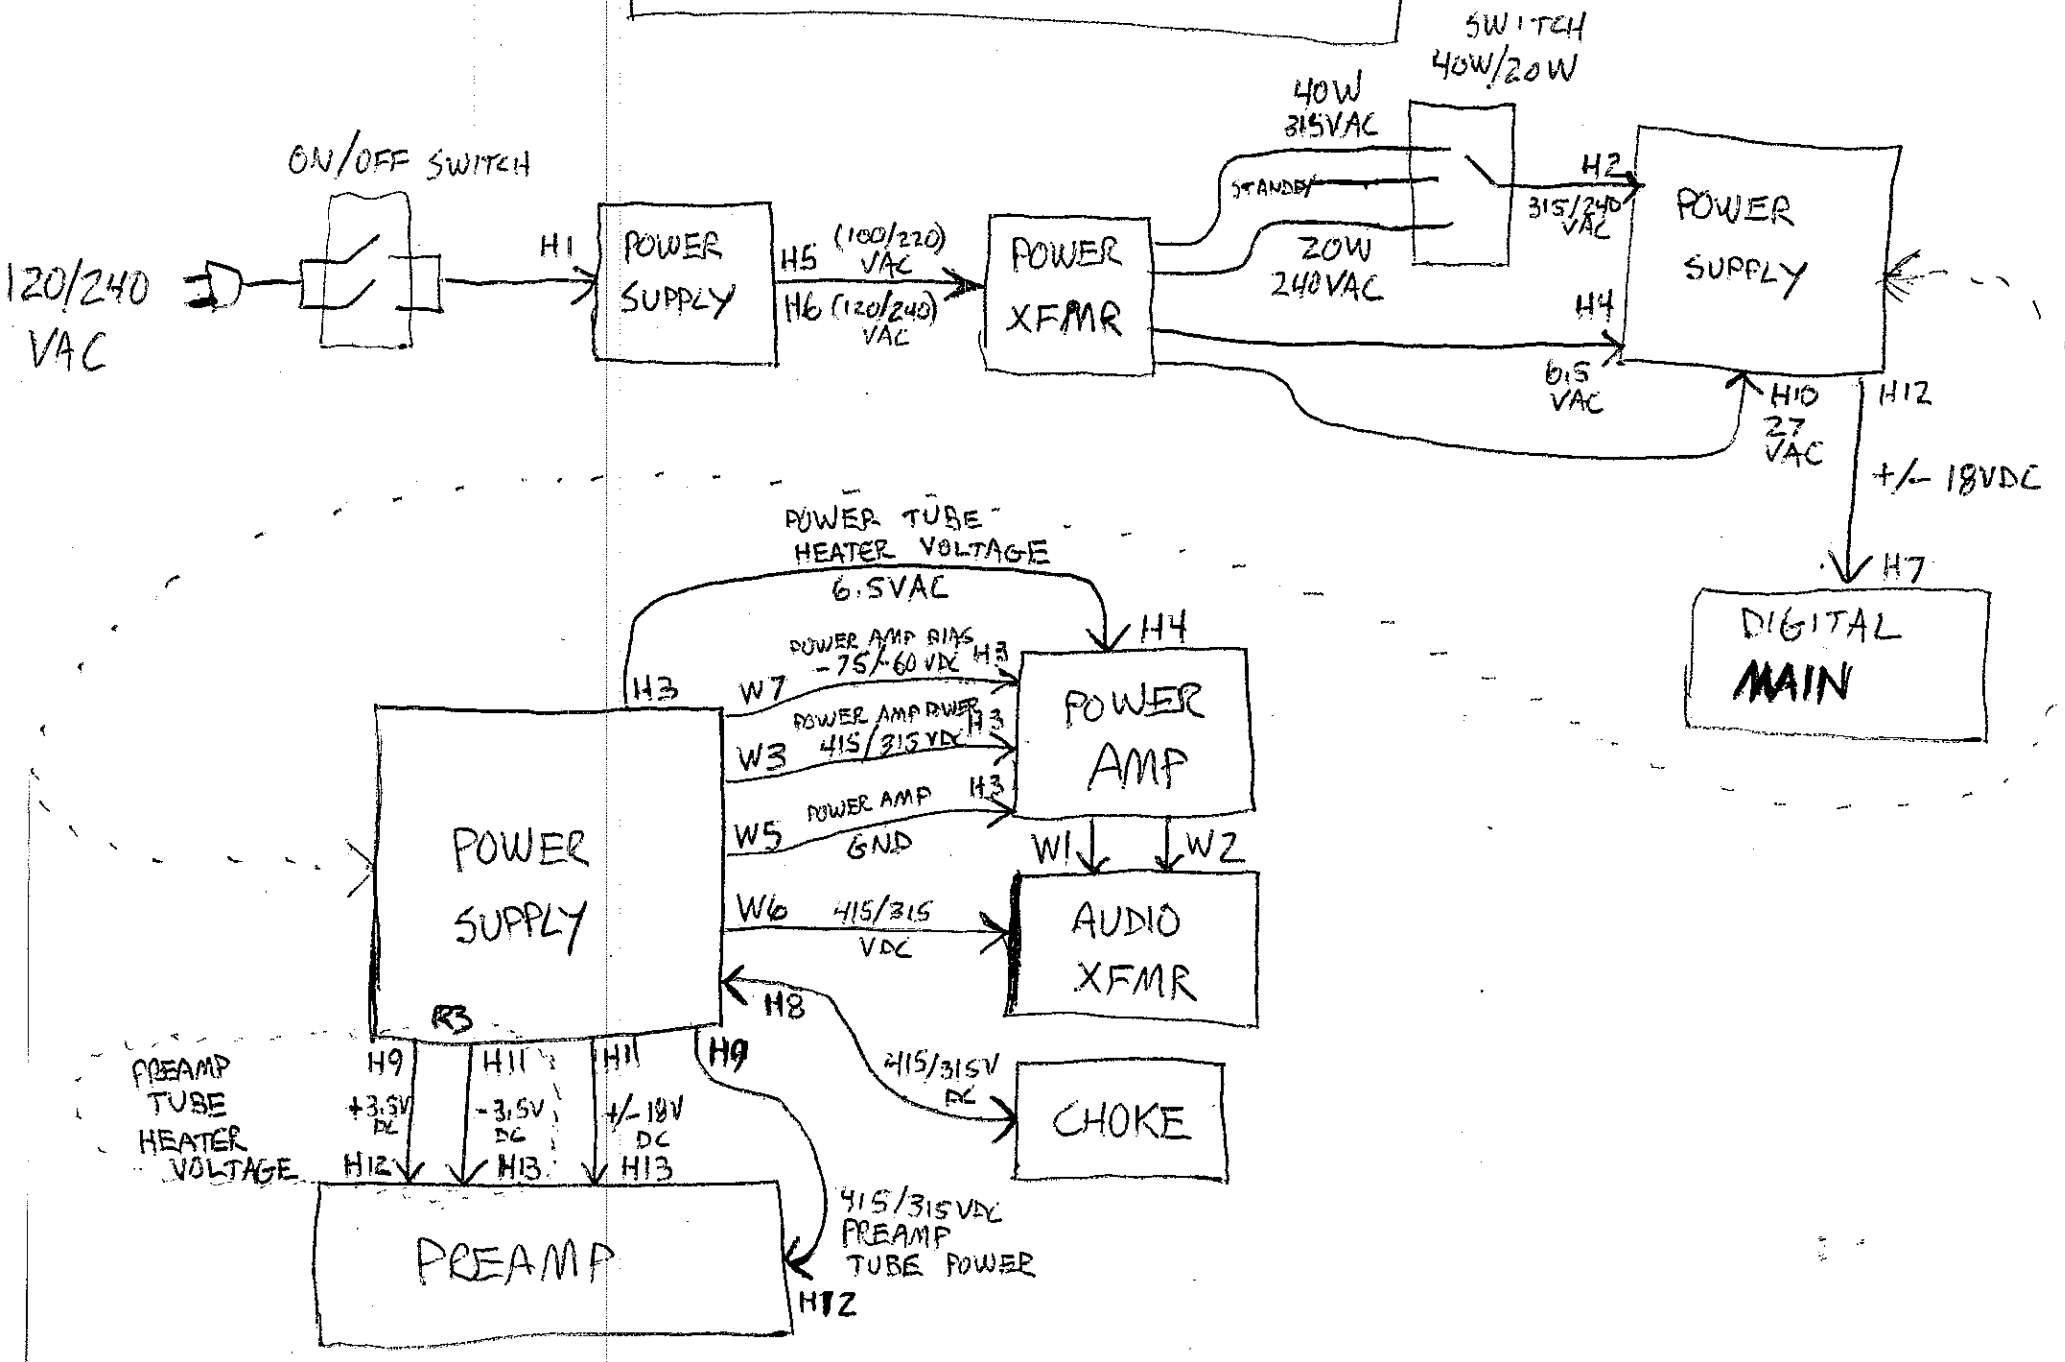 SWITCH
40W/20W
40W
315VAC
ON/OFF SWITCH
STANDBY
H2
315/240
VAC
POWER
SUPPLY
120/240
VAC
H1
POWER
SUPPLY
H5
(100/220)
VAC
H6
(120/240)
VAC
POWER
XFMR
20W
240VAC
H4
6.5
VAC
H10
27
VAC
H12
+/- 18VDC
H7
DIGITAL
MAIN
POWER TUBE
HEATER VOLTAGE
6.5VAC
H4
H3
W7
POWER AMP BIAS
-75/-60 VDC
H3
W3
POWER AMP POWER
415/315 VDC
H3
W5
POWER AMP
GND
H3
POWER
AMP
W1
W2
POWER
SUPPLY
W6
415/315
VDC
AUDIO
XFMR
R3
H8
415/315V
DC
CHOKE
PREAMP
TUBE
HEATER
VOLTAGE
H9
+3.5V
DC
H12
H11
-3.5V
DC
H13
H11
+/-18V
DC
H13
H9
415/315VDC
PREAMP
TUBE POWER
H12
PREAMP